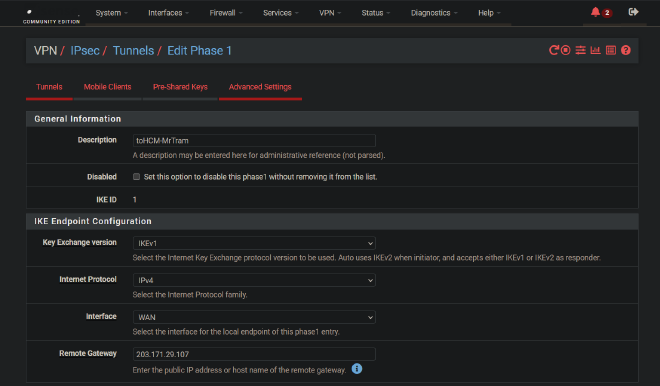 COMMUNITY EDITION
System
Interfaces
Firewall
Services
VPN
Status
Diagnostics
Help
2
VPN / IPsec / Tunnels / Edit Phase 1
Tunnels
Mobile Clients
Pre-Shared Keys
Advanced Settings
General Information
Description
toHCM-MrTram
A description may be entered here for administrative reference (not parsed).
Disabled
Set this option to disable this phase1 without removing it from the list.
IKE ID
1
IKE Endpoint Configuration
Key Exchange version
IKEv1
Select the Internet Key Exchange protocol version to be used. Auto uses IKEv2 when initiator, and accepts either IKEv1 or IKEv2 as responder.
Internet Protocol
IPv4
Select the Internet Protocol family.
Interface
WAN
Select the interface for the local endpoint of this phase1 entry.
Remote Gateway
203.171.29.107
Enter the public IP address or host name of the remote gateway.